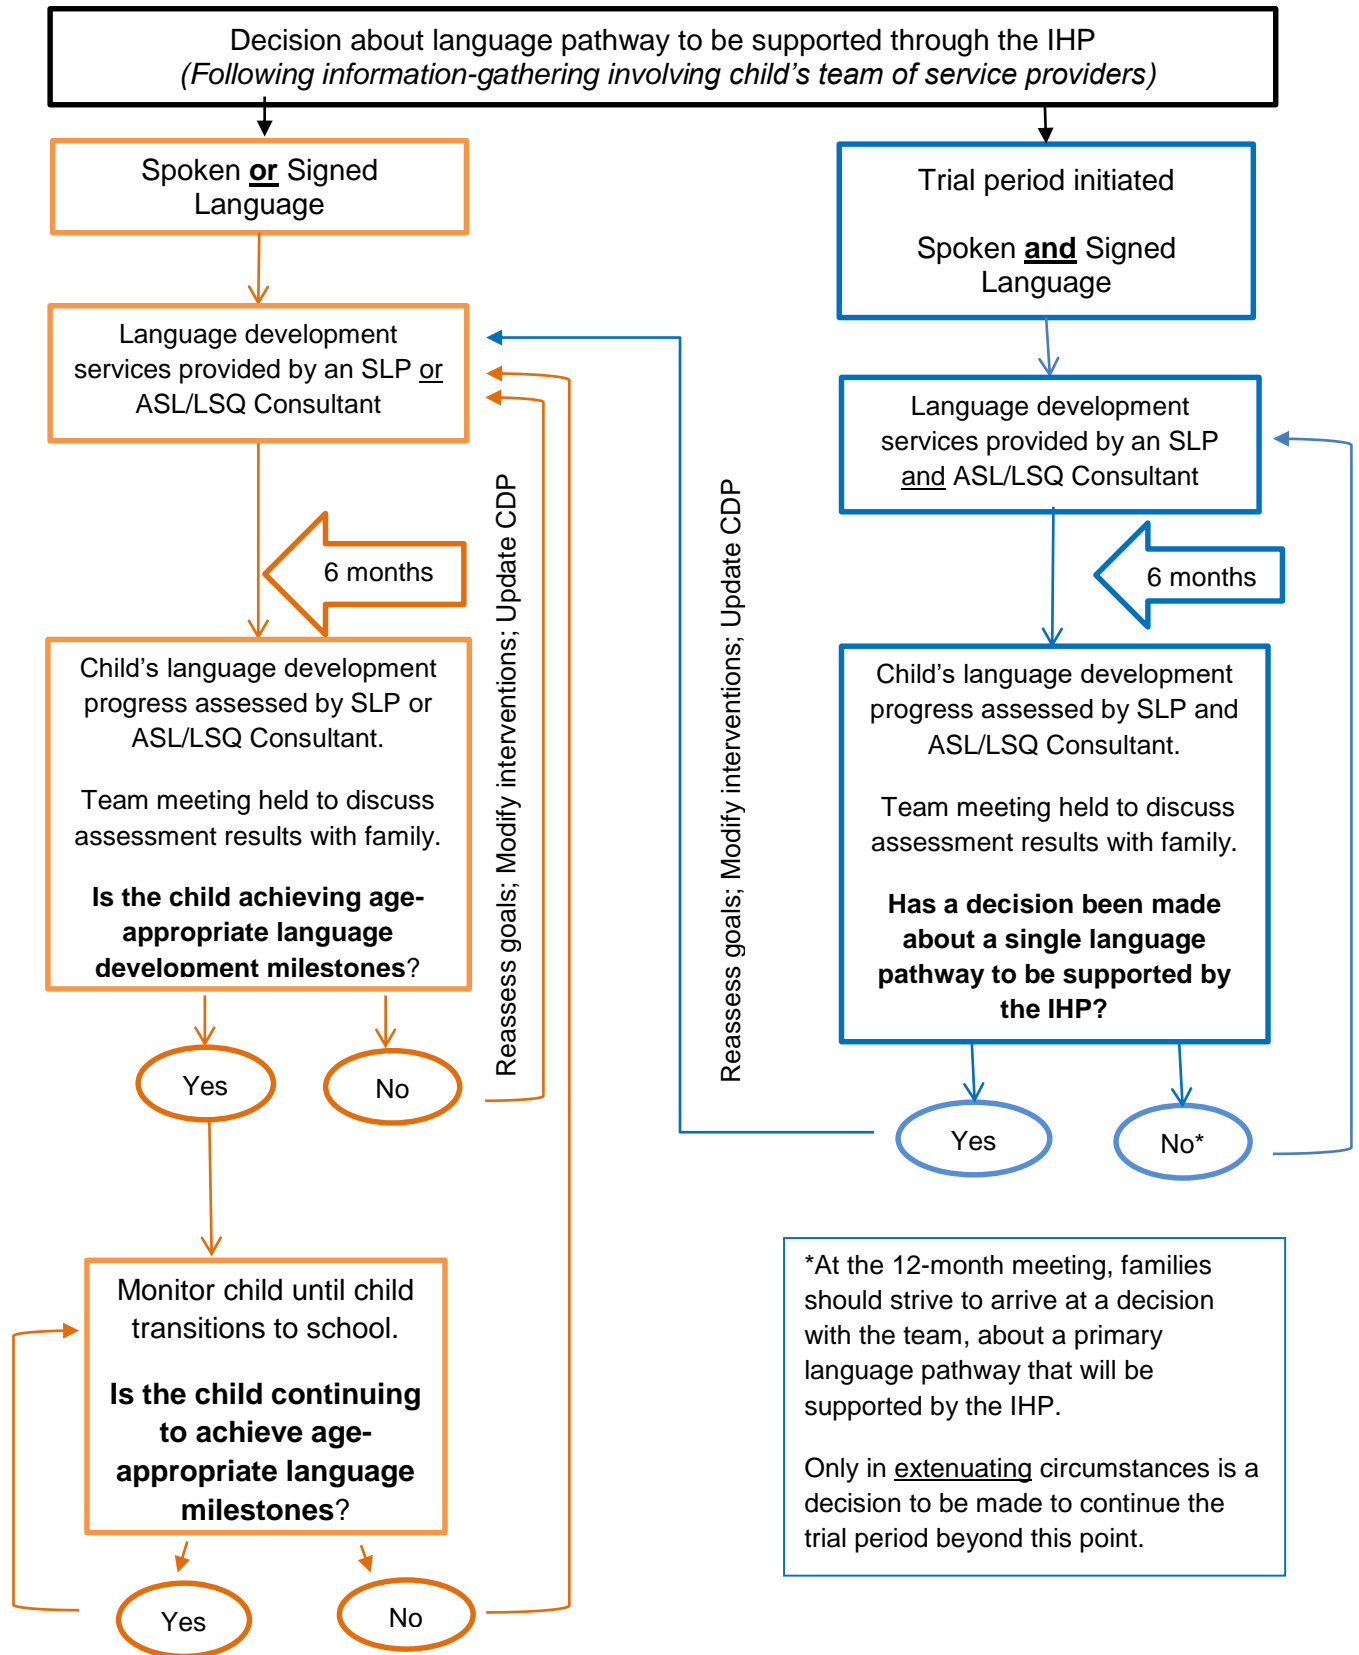 Decision about language pathway to be supported through the IHP
(Following information-gathering involving child’s team of service providers)
Spoken or Signed
Language
Language development
services provided by an SLP or
ASL/LSQ Consultant
6 months
Child’s language development
progress assessed by SLP or
ASL/LSQ Consultant.
Team meeting held to discuss
assessment results with family.
Is the child achieving age-
appropriate language
development milestones?
Yes
No
Reassess goals; Modify interventions; Update CDP
Monitor child until child
transitions to school.
Is the child continuing
to achieve age-
appropriate language
milestones?
Yes
No
Trial period initiated
Spoken and Signed
Language
Language development
services provided by an SLP
and ASL/LSQ Consultant
6 months
Child’s language development
progress assessed by SLP and
ASL/LSQ Consultant.
Team meeting held to discuss
assessment results with family.
Has a decision been made
about a single language
pathway to be supported by
the IHP?
Reassess goals; Modify interventions; Update CDP
Yes
No*
*At the 12-month meeting, families
should strive to arrive at a decision
with the team, about a primary
language pathway that will be
supported by the IHP.
Only in extenuating circumstances is a
decision to be made to continue the
trial period beyond this point.